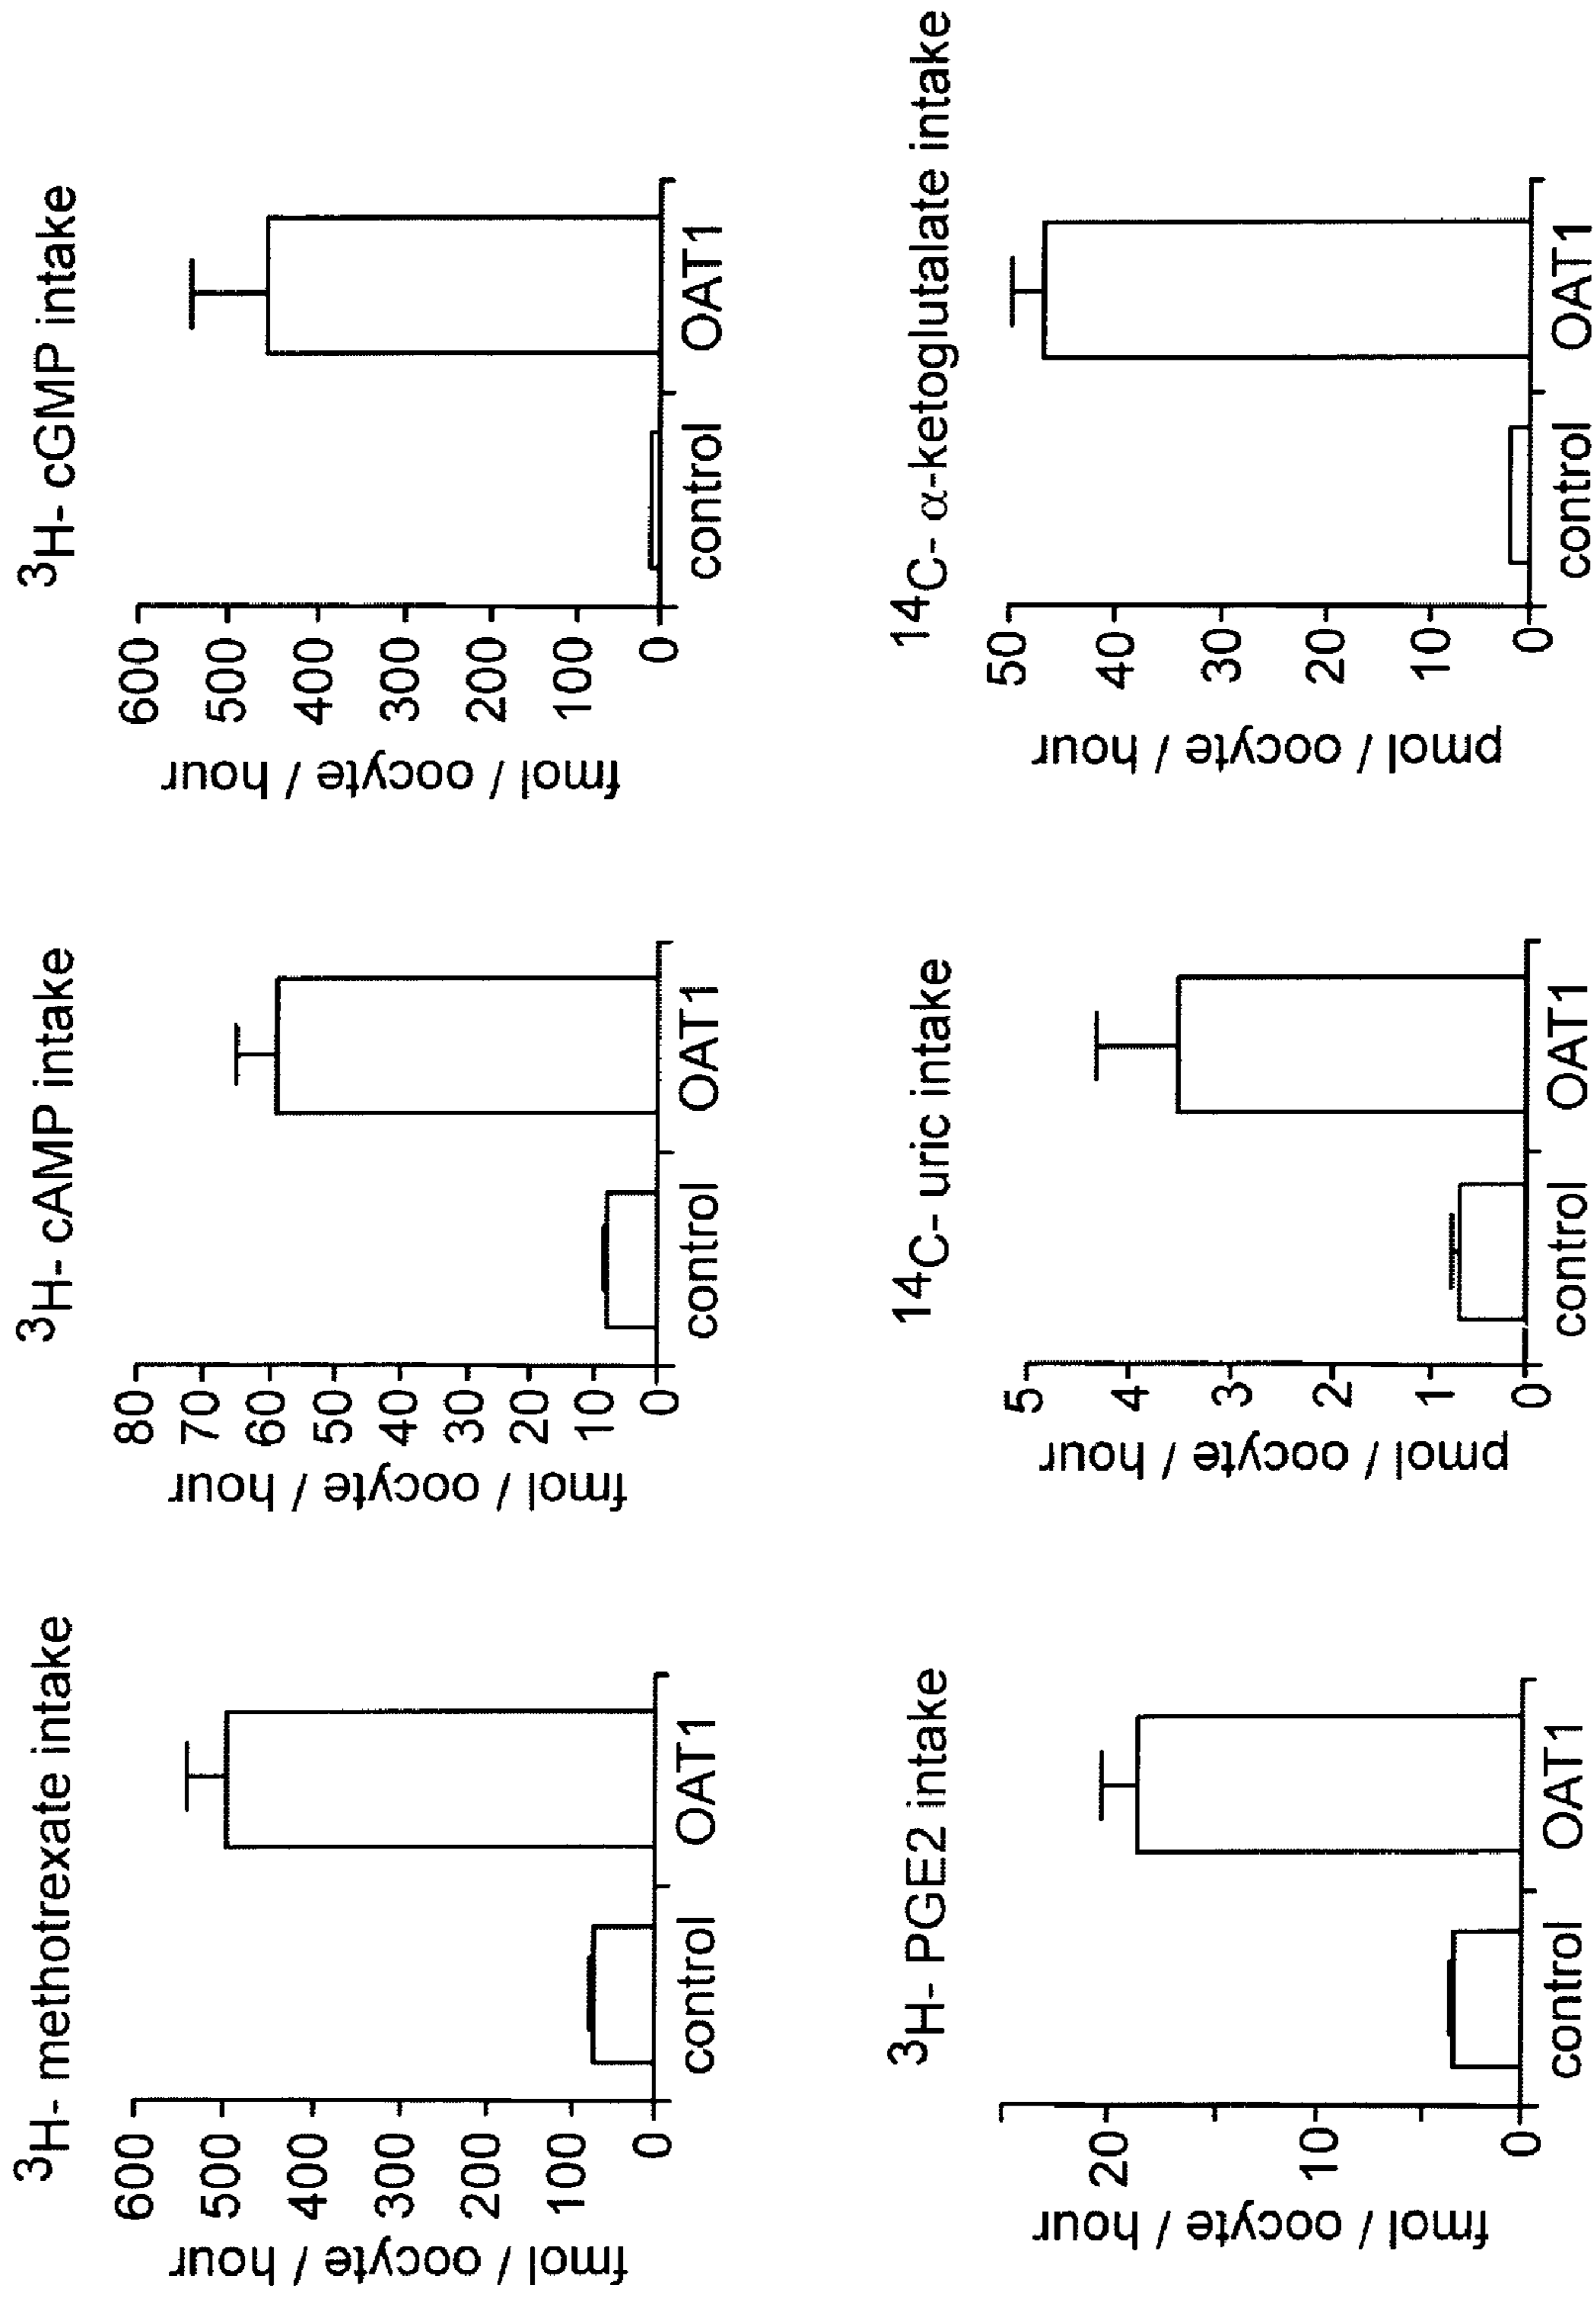 3H- methotrexate intake
fmol / oocyte / hour
600
500
400
300
200
100
0
control
OAT1
3H- cAMP intake
fmol / oocyte / hour
80
70
60
50
40
30
20
10
0
control
OAT1
3H- cGMP intake
fmol / oocyte / hour
600
500
400
300
200
100
0
control
OAT1
3H- PGE2 intake
fmol / oocyte / hour
20
10
0
control
OAT1
14C- uric intake
pmol / oocyte / hour
5
4
3
2
1
0
control
OAT1
14C- α-ketoglutalate intake
pmol / oocyte / hour
50
40
30
20
10
0
control
OAT1